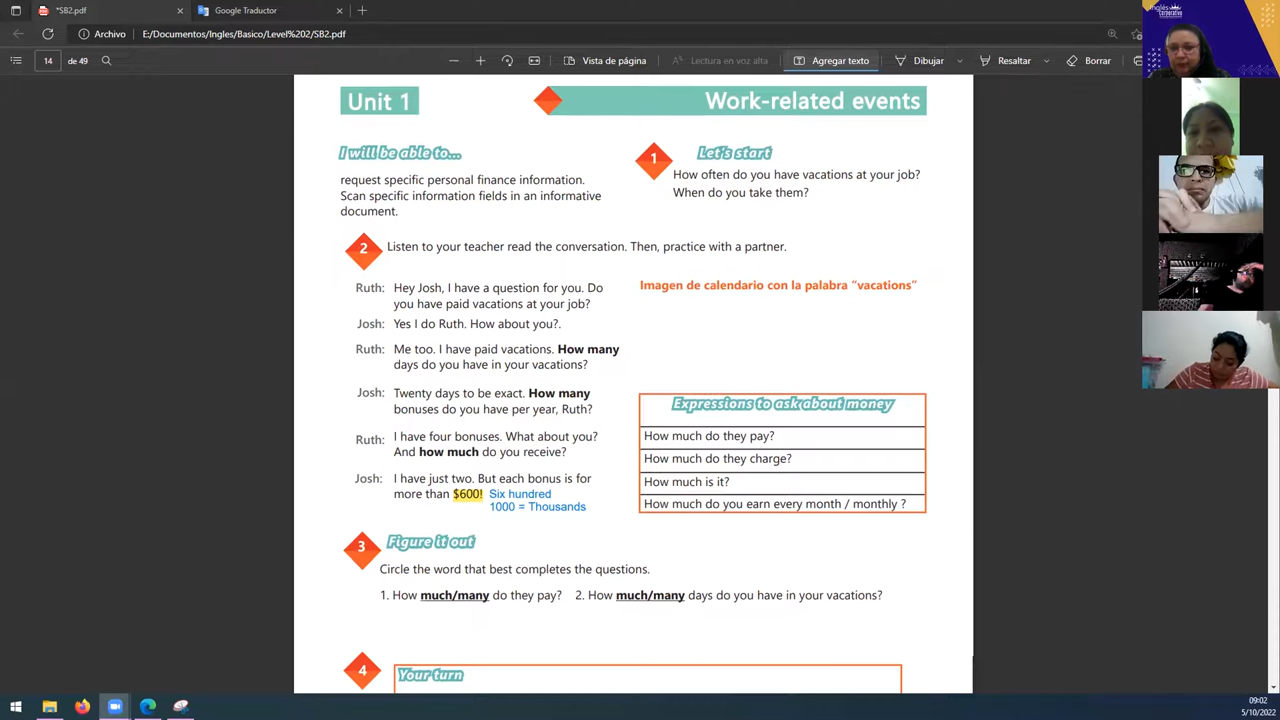 *SB2.pdf
Google Traductor
Archivo
E:/Documentos/Ingles/Basico/Level%202/SB2.pdf
14 de 49
Vista de página
Lectura en voz alta
Agregar texto
Dibujar
Resaltar
Borrar
Inglés
corporativo
Unit 1
Work-related events
I will be able to...
request specific personal finance information.
Scan specific information fields in an informative
document.
1
Let's start
How often do you have vacations at your job?
When do you take them?
2
Listen to your teacher read the conversation. Then, practice with a partner.
Ruth: Hey Josh, I have a question for you. Do
you have paid vacations at your job?
Josh: Yes I do Ruth. How about you?.
Ruth: Me too. I have paid vacations. How many
days do you have in your vacations?
Josh: Twenty days to be exact. How many
bonuses do you have per year, Ruth?
Ruth: I have four bonuses. What about you?
And how much do you receive?
Josh: I have just two. But each bonus is for
more than $600! Six hundred
1000 = Thousands
Imagen de calendario con la palabra "vacations"
Expressions to ask about money
How much do they pay?
How much do they charge?
How much is it?
How much do you earn every month / monthly ?
3
Figure it out
Circle the word that best completes the questions.
1. How much/many do they pay? 2. How much/many days do you have in your vacations?
4
Your turn
09:02
5/10/2022